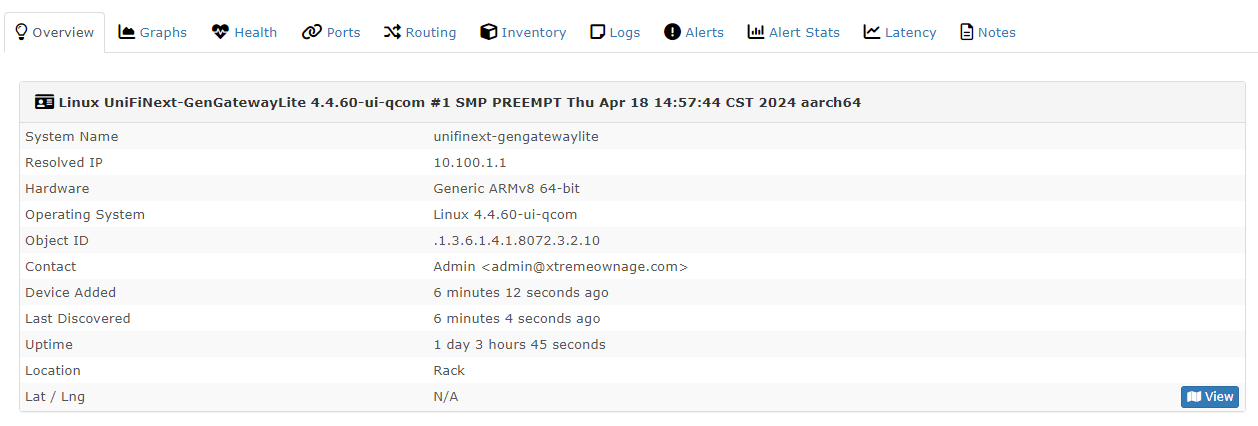 Overview Graphs Health Ports Routing Inventory Logs Alerts Alert Stats Latency Notes
Linux UniFiNext-GenGatewayLite 4.4.60-ui-qcom #1 SMP PREEMPT Thu Apr 18 14:57:44 CST 2024 aarch64
System Name unifinext-gengatewaylite
Resolved IP 10.100.1.1
Hardware Generic ARMv8 64-bit
Operating System Linux 4.4.60-ui-qcom
Object ID .1.3.6.1.4.1.8072.3.2.10
Contact Admin <admin@xtremeownage.com>
Device Added 6 minutes 12 seconds ago
Last Discovered 6 minutes 4 seconds ago
Uptime 1 day 3 hours 45 seconds
Location Rack
Lat / Lng N/A View